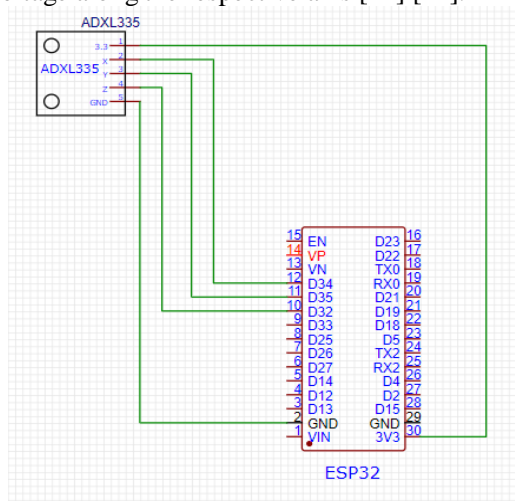 ADXL335
ADXL335
3.3 1
X 2
Y 3
Z 4
GND 5
15 EN D23 16
14 VP D22 17
13 VN TX0 18
12 D34 RX0 19
11 D35 D21 20
10 D32 D19 21
9 D33 D18 22
8 D25 D5 23
7 D26 TX2 24
6 D27 RX2 25
5 D14 D4 26
4 D12 D2 27
3 D13 D15 28
2 GND GND 29
1 VIN 3V3 30
ESP32